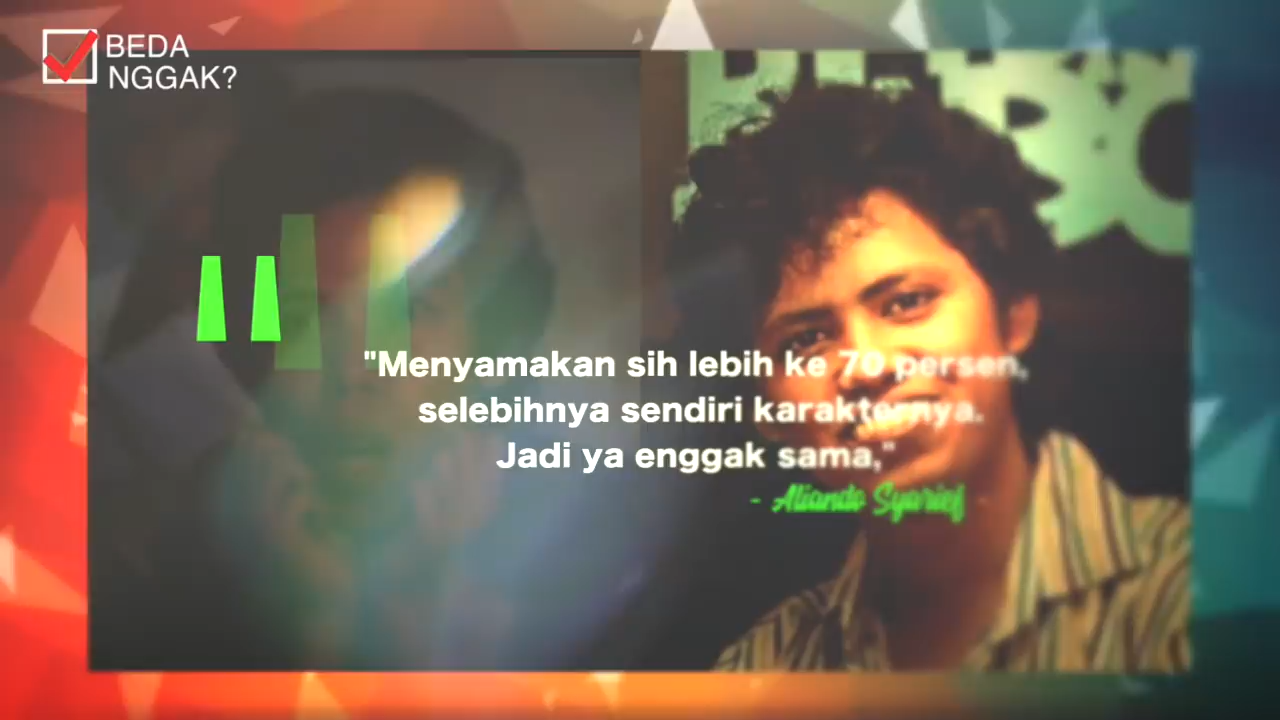 BEDA
NGGAK?
"Menyamakan sih lebih ke 70 persen,
selebihnya sendiri karakternya.
Jadi ya enggak sama,"
- Aliando Syarief